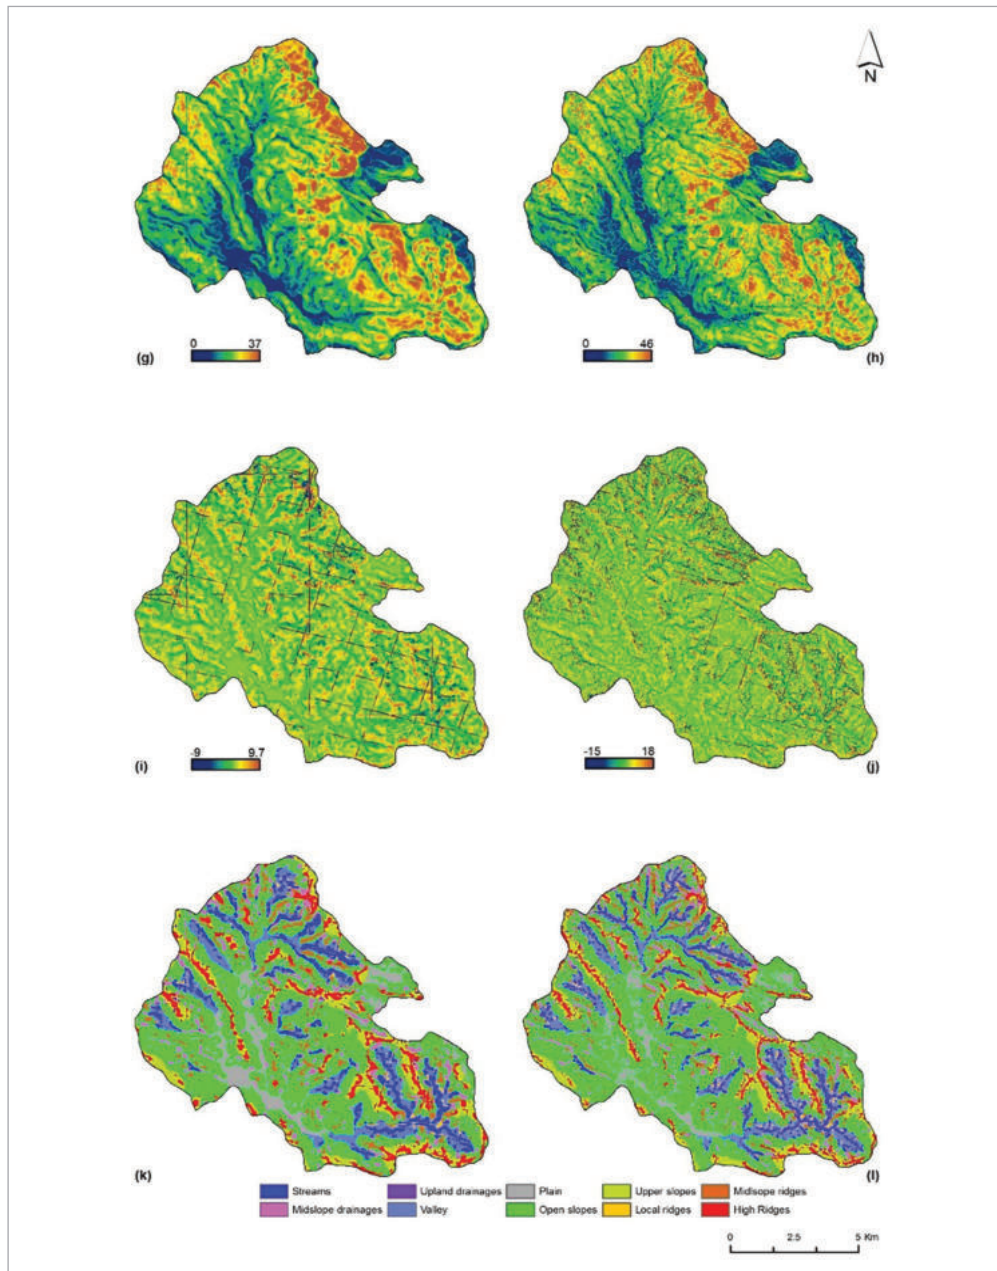 N
0 37
(g)
0 46
(h)
-9 9.7
(i)
-15 18
(j)
(k)
(l)
Streams Upland drainages Plain Upper slopes Midlsope ridges
Midslope drainages Valley Open slopes Local ridges High Ridges
0 2.5 5 Km